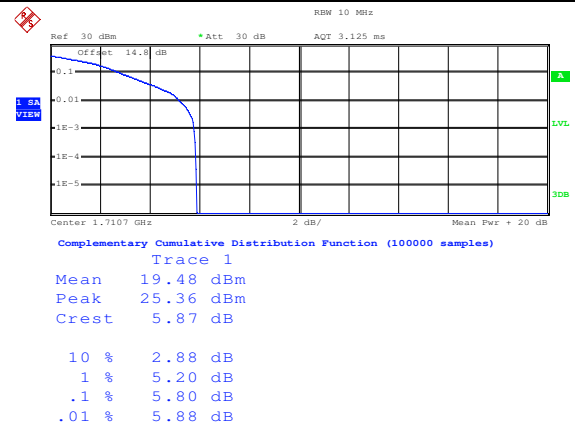 RBW 10 MHz
Ref 30 dBm *Att 30 dB AQT 3.125 ms
Offset 14.8 dB
0.1
A
0.01
1 SA
VIEW
1E-3
LVL
1E-4
1E-5
3DB
Center 1.7107 GHz 2 dB/ Mean Pwr + 20 dB
Complementary Cumulative Distribution Function (100000 samples)
Trace 1
Mean 19.48 dBm
Peak 25.36 dBm
Crest 5.87 dB
10 % 2.88 dB
1 % 5.20 dB
.1 % 5.80 dB
.01 % 5.88 dB